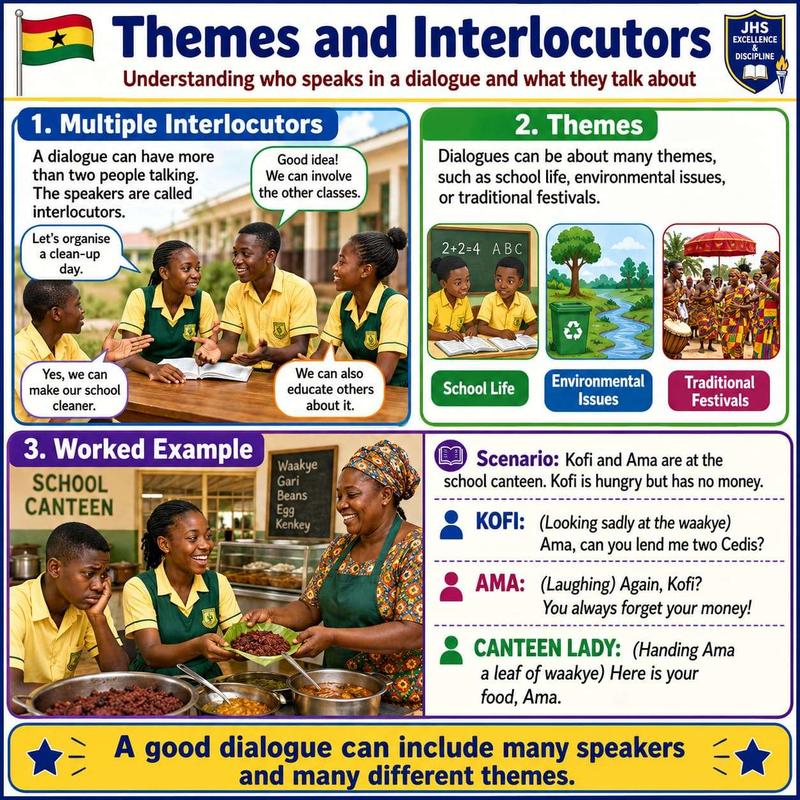 Themes and Interlocutors
Understanding who speaks in a dialogue and what they talk about
JHS
EXCELLENCE
&
DISCIPLINE
1. Multiple Interlocutors
A dialogue can have more
than two people talking.
The speakers are called
interlocutors.
Good idea!
We can involve
the other classes.
Let's organise
a clean-up
day.
Yes, we can
make our school
cleaner.
We can also
educate others
about it.
2. Themes
Dialogues can be about many themes,
such as school life, environmental issues,
or traditional festivals.
2+2=4 ABC
School Life
Environmental
Issues
Traditional
Festivals
3. Worked Example
SCHOOL
CANTEEN
Waakye
Gari
Beans
Egg
Kenkey
Scenario: Kofi and Ama are at the
school canteen. Kofi is hungry but has no money.
KOFI: (Looking sadly at the waakye)
Ama, can you lend me two Cedis?
AMA: (Laughing) Again, Kofi?
You always forget your money!
CANTEEN LADY: (Handing Ama
a leaf of waakye) Here is your
food, Ama.
A good dialogue can include many speakers
and many different themes.